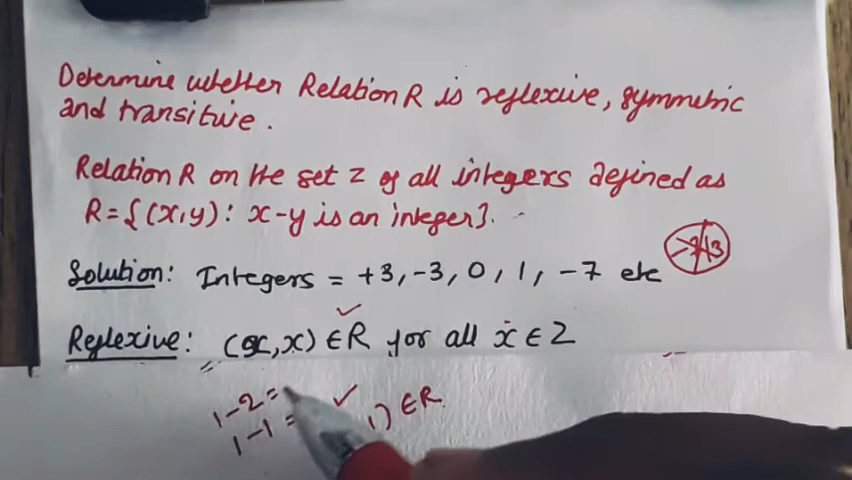 Determine whether Relation R is reflexive, symmetric
and transitive.
Relation R on the set Z of all integers defined as
R = {(x,y) : x-y is an integer}.
Solution: Integers = +3, -3, 0, 1, -7 etc
Reflexive: (x,x) ∈ R for all x ∈ Z
1-2 =
1-1 = 1) ∈ R